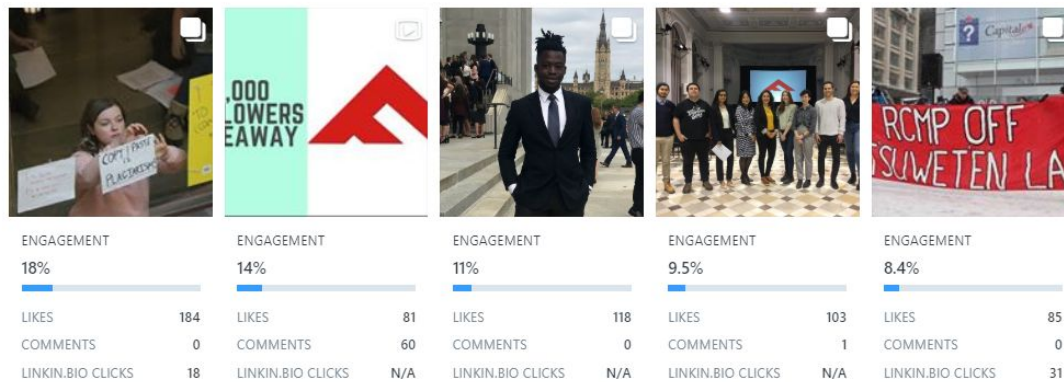 COPY / PASTE
PLAGIARISM
,000
LOWERS
EAWAY
? Capital
RCMP OFF
SUWETEN LA
ENGAGEMENT ENGAGEMENT ENGAGEMENT ENGAGEMENT ENGAGEMENT
18% 14% 11% 9.5% 8.4%
LIKES 184 LIKES 81 LIKES 118 LIKES 103 LIKES 85
COMMENTS 0 COMMENTS 60 COMMENTS 0 COMMENTS 1 COMMENTS 0
LINKIN.BIO CLICKS 18 LINKIN.BIO CLICKS N/A LINKIN.BIO CLICKS N/A LINKIN.BIO CLICKS N/A LINKIN.BIO CLICKS 31